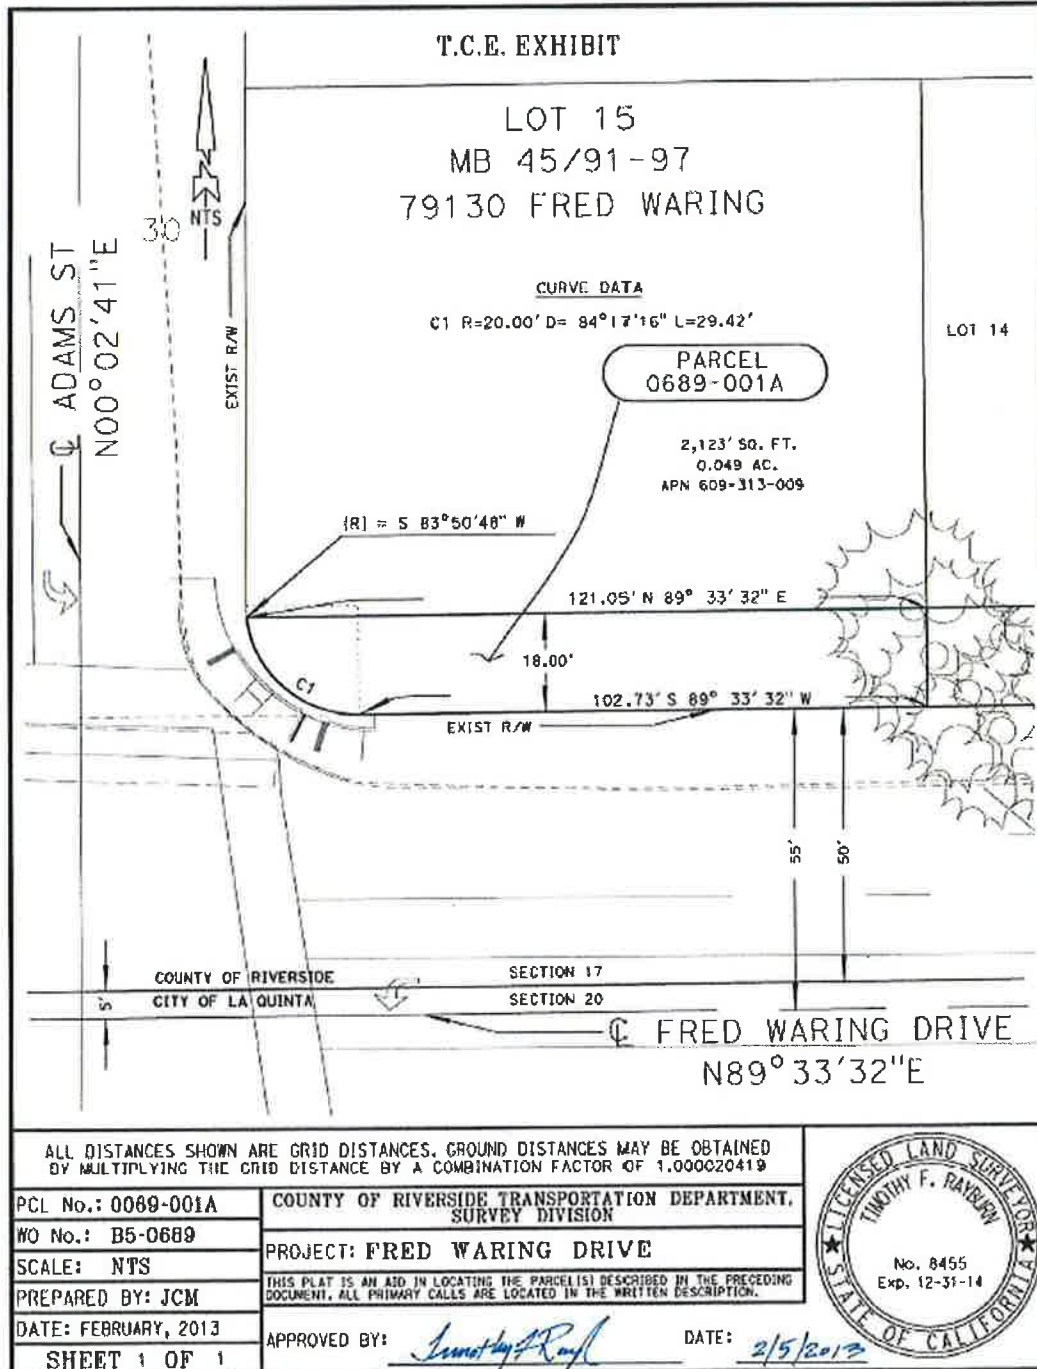 T.C.E. EXHIBIT
LOT 15
MB 45/91-97
79130 FRED WARING
NTS
30
EXIST R/W
℄ ADAMS ST
N00°02'41"E
CURVE DATA
C1 R=20.00' D= 84°17'16" L=29.42'
LOT 14
PARCEL
0689-001A
2,123' SQ. FT.
0.049 AC.
APN 609-313-009
(R) = S 83°50'48" W
121.05' N 89° 33' 32" E
18.00'
C1
102.73' S 89° 33' 32" W
EXIST R/W
55'
50'
COUNTY OF RIVERSIDE
SECTION 17
5'
CITY OF LA QUINTA
SECTION 20
℄ FRED WARING DRIVE
N89°33'32"E
ALL DISTANCES SHOWN ARE GRID DISTANCES. GROUND DISTANCES MAY BE OBTAINED
BY MULTIPLYING THE GRID DISTANCE BY A COMBINATION FACTOR OF 1.000020419
PCL No.: 0069-001A
WO No.: B5-0689
SCALE: NTS
PREPARED BY: JCM
DATE: FEBRUARY, 2013
SHEET 1 OF 1
COUNTY OF RIVERSIDE TRANSPORTATION DEPARTMENT,
SURVEY DIVISION
PROJECT: FRED WARING DRIVE
THIS PLAT IS AN AID IN LOCATING THE PARCEL(S) DESCRIBED IN THE PRECEDING
DOCUMENT. ALL PRIMARY CALLS ARE LOCATED IN THE WRITTEN DESCRIPTION.
APPROVED BY:
DATE: 2/5/2013
LICENSED LAND SURVEYOR
TIMOTHY F. RAYBURN
No. 8455
Exp. 12-31-14
STATE OF CALIFORNIA